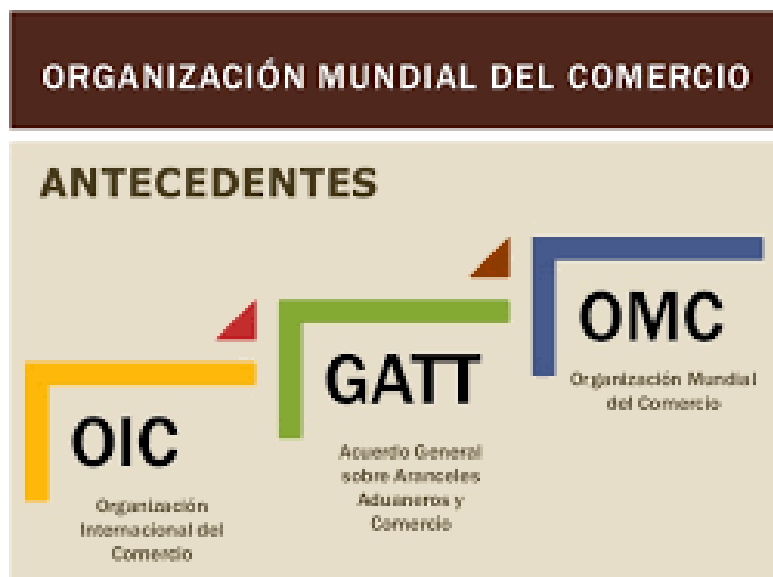 ORGANIZACIÓN MUNDIAL DEL COMERCIO
ANTECEDENTES
OIC
Organización
Internacional del
Comercio
GATT
Acuerdo General
sobre Aranceles
Aduaneros y
Comercio
OMC
Organización Mundial
del Comercio